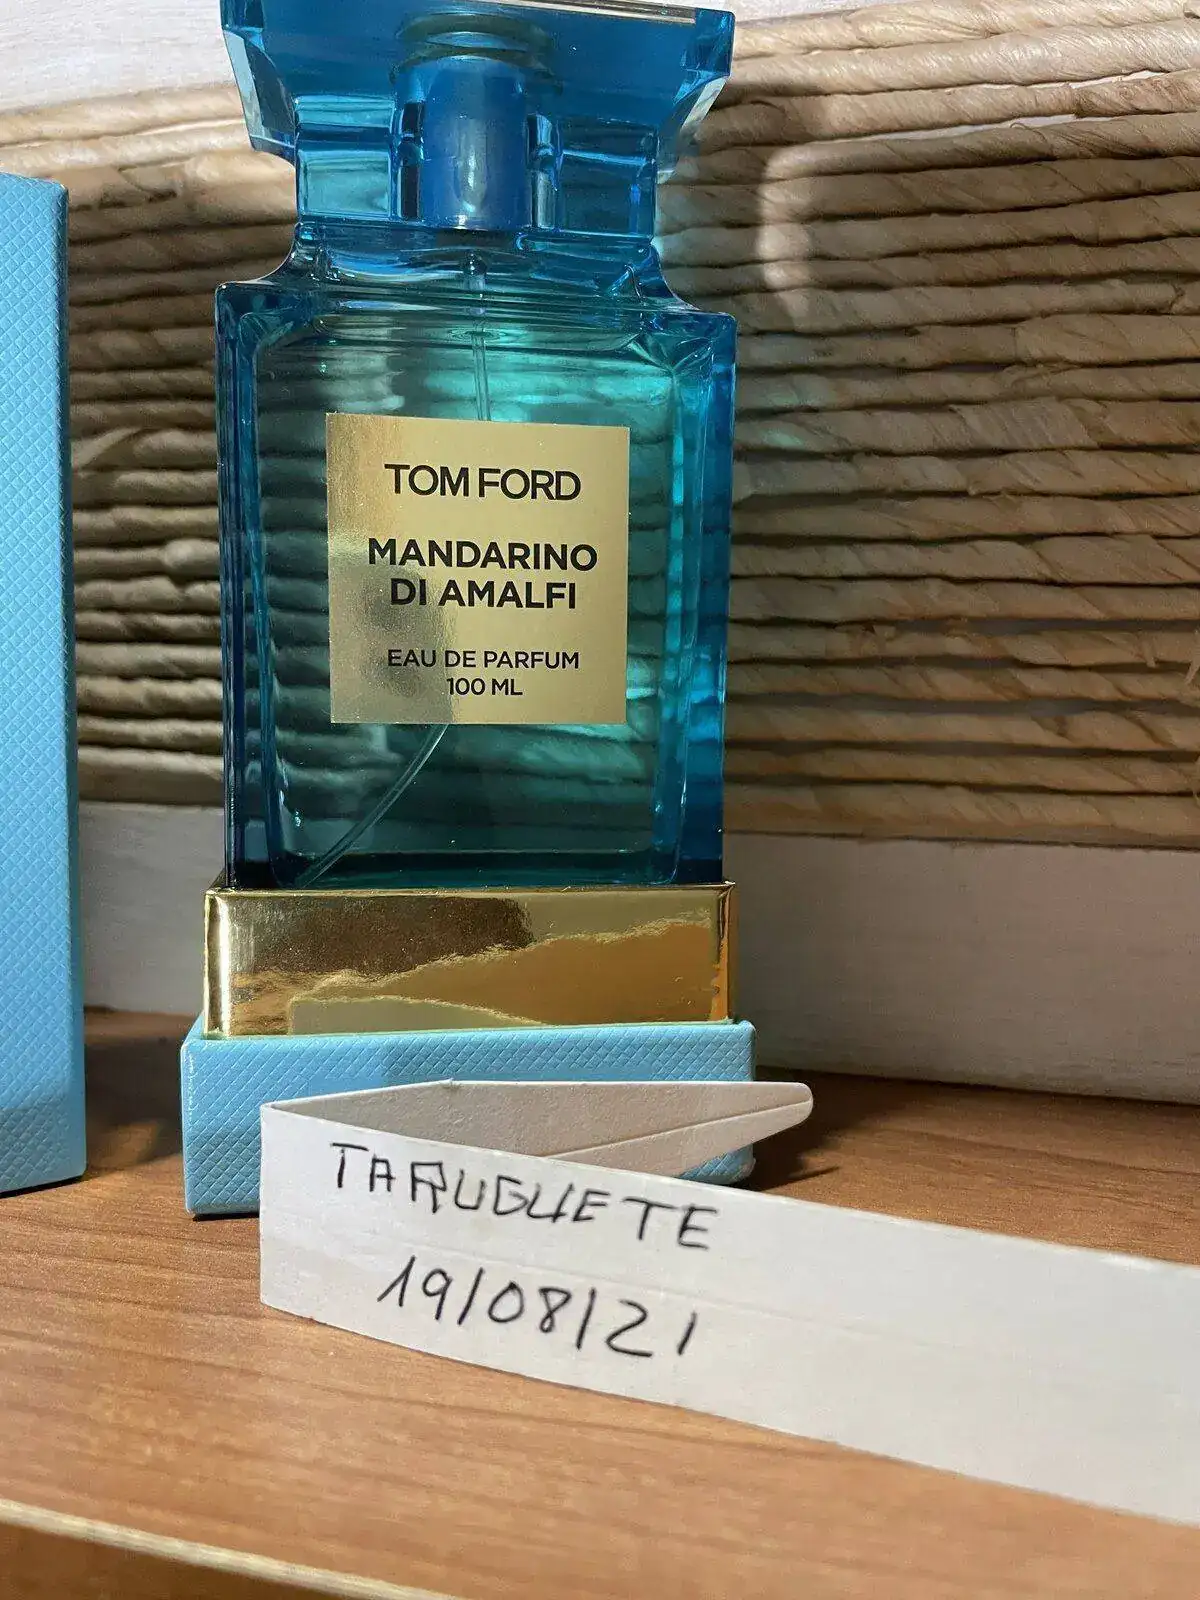 TOM FORD
MANDARINO
DI AMALFI
EAU DE PARFUM
100 ML
TARUGUETE
19/08/21